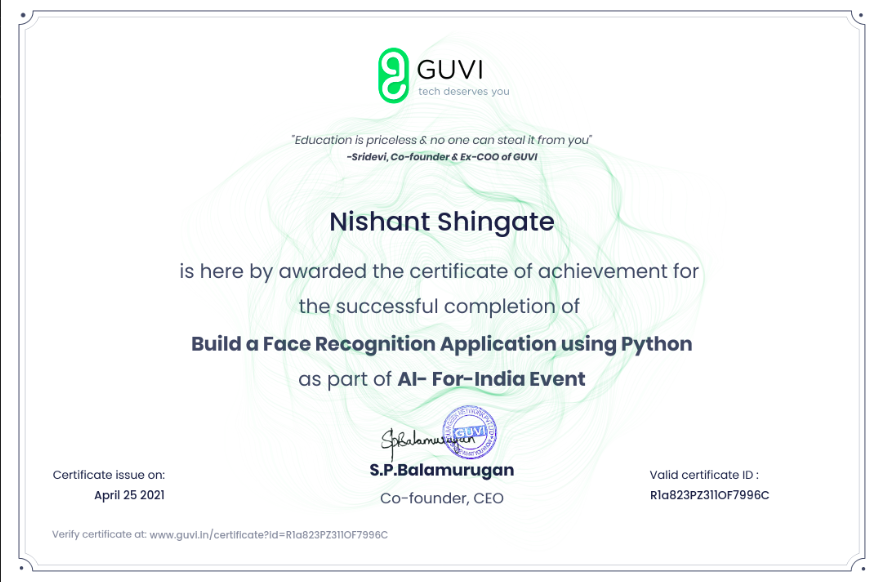 GUVI
tech deserves you
"Education is priceless & no one can steal it from you"
-Sridevi, Co-founder & Ex-COO of GUVI
Nishant Shingate
is here by awarded the certificate of achievement for
the successful completion of
Build a Face Recognition Application using Python
as part of AI- For-India Event
SpBalamurugan
GUVI
S.P.Balamurugan
Co-founder, CEO
Certificate issue on:
April 25 2021
Valid certificate ID :
R1a823PZ311OF7996C
Verify certificate at: www.guvi.in/certificate?id=R1a823PZ311OF7996C